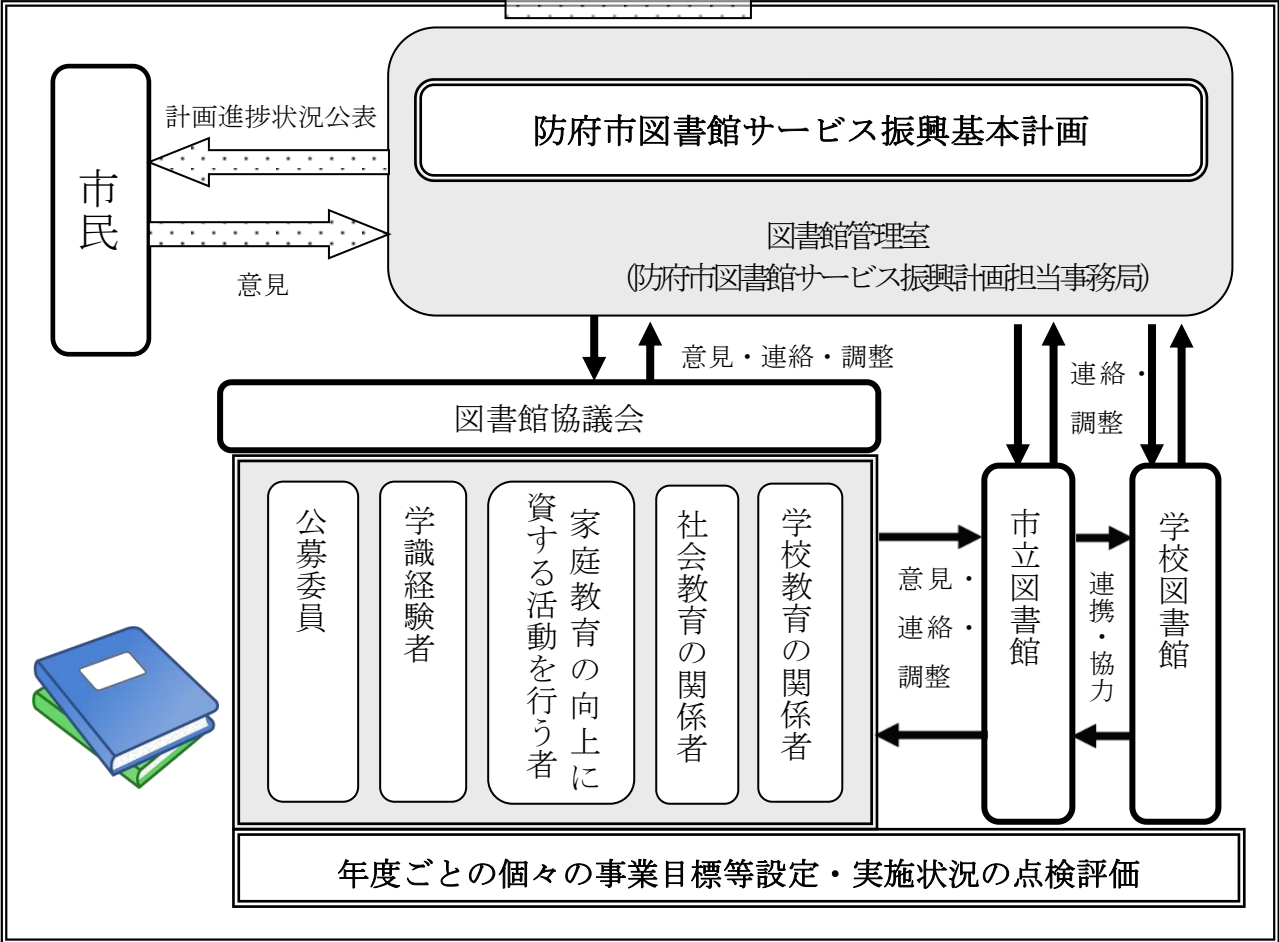 防府市図書館サービス振興基本計画
図書館管理室
(防府市図書館サービス振興計画担当事務局)
計画進捗状況公表
市民
意見
意見・連絡・調整
連絡・
調整
図書館協議会
公募委員
学識経験者
家庭教育の向上に
資する活動を行う者
社会教育の関係者
学校教育の関係者
意見・
連絡・
調整
市立図書館
連携・協力
学校図書館
年度ごとの個々の事業目標等設定・実施状況の点検評価